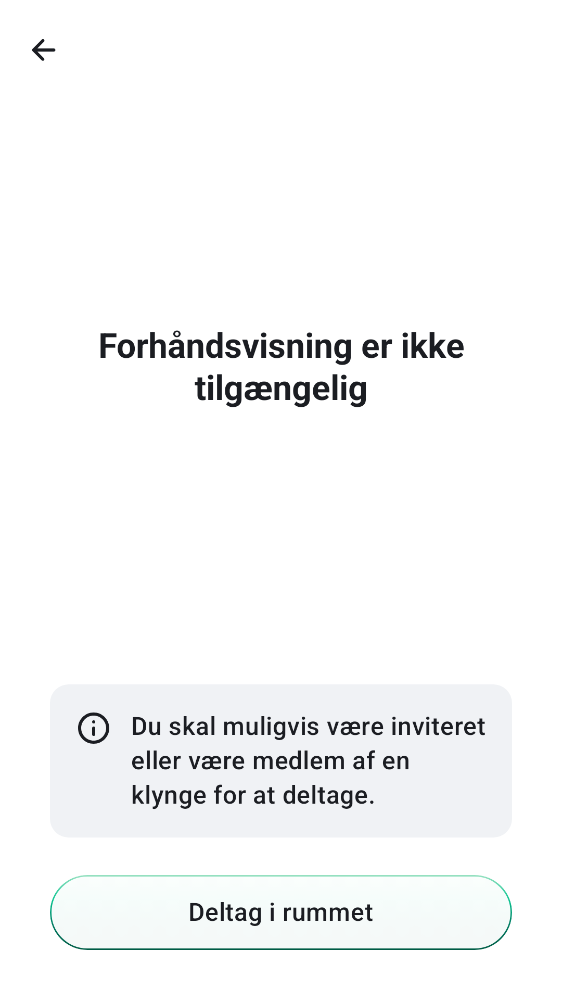 Forhåndsvisning er ikke
tilgængelig
Du skal muligvis være inviteret
eller være medlem af en
klynge for at deltage.
Deltag i rummet